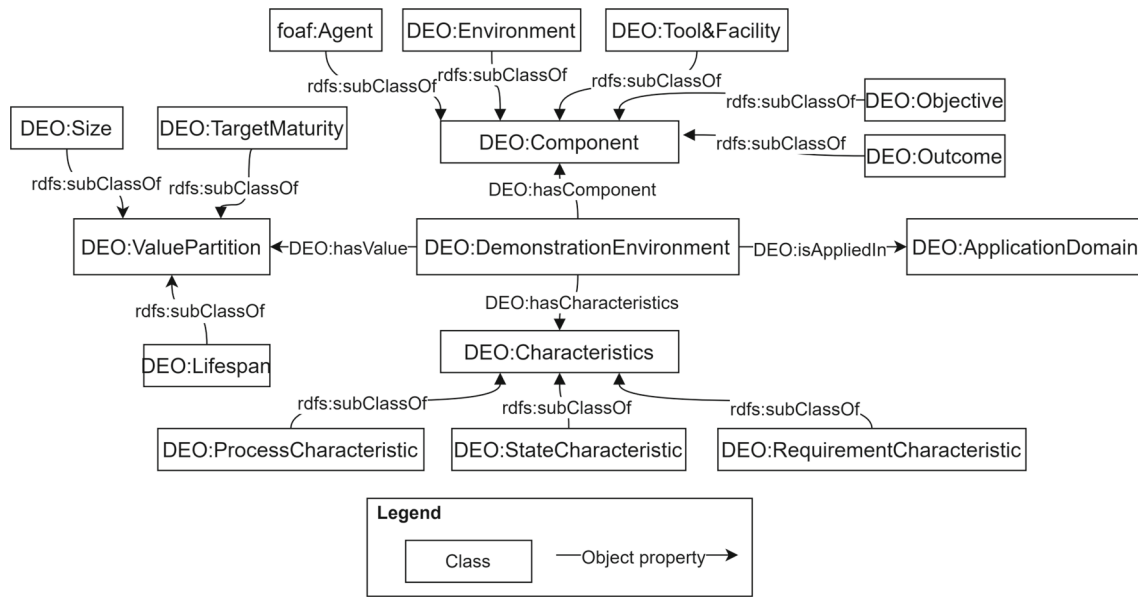 foaf:Agent
DEO:Environment
DEO:Tool&Facility
rdfs:subClassOf
rdfs:subClassOf
rdfs:subClassOf
rdfs:subClassOf
DEO:Objective
DEO:Size
DEO:TargetMaturity
DEO:Component
rdfs:subClassOf
DEO:Outcome
rdfs:subClassOf
rdfs:subClassOf
DEO:hasComponent
DEO:ValuePartition
DEO:hasValue
DEO:DemonstrationEnvironment
DEO:isAppliedIn
DEO:ApplicationDomain
rdfs:subClassOf
DEO:hasCharacteristics
DEO:Lifespan
DEO:Characteristics
rdfs:subClassOf
rdfs:subClassOf
rdfs:subClassOf
DEO:ProcessCharacteristic
DEO:StateCharacteristic
DEO:RequirementCharacteristic
Legend
Class
Object property